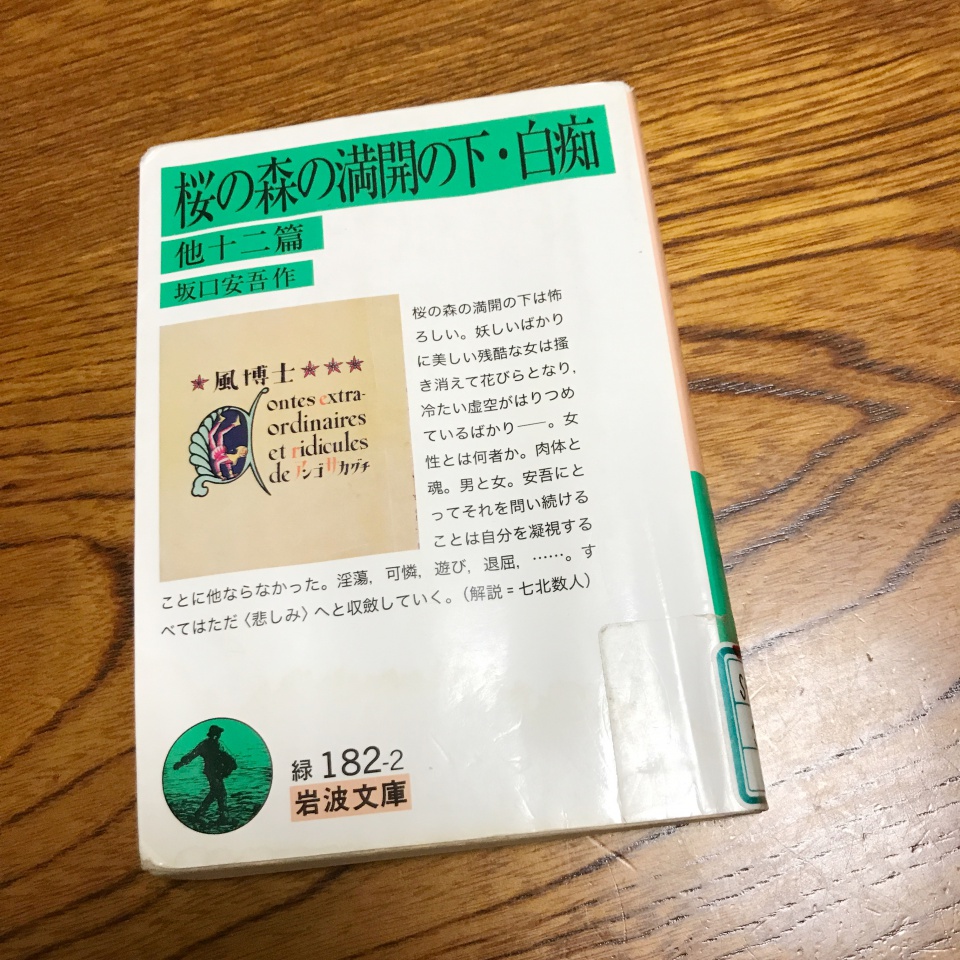 桜の森の満開の下・白痴
他十二篇
坂口安吾作
★風博士★★★
Contes extra-
ordinaires
et ridicules
de アンゴサカグチ
桜の森の満開の下は怖
ろしい。妖しいばかり
に美しい残酷な女は掻
き消えて花びらとなり，
冷たい虚空がはりつめ
ているばかり――。女
性とは何者か。肉体と
魂。男と女。安吾にと
ってそれを問い続ける
ことは自分を凝視する
ことに他ならなかった。淫蕩，可憐，遊び，退屈，……。す
べてはただ〈悲しみ〉へと収斂していく。（解説＝七北数人）
緑 182-2
岩波文庫